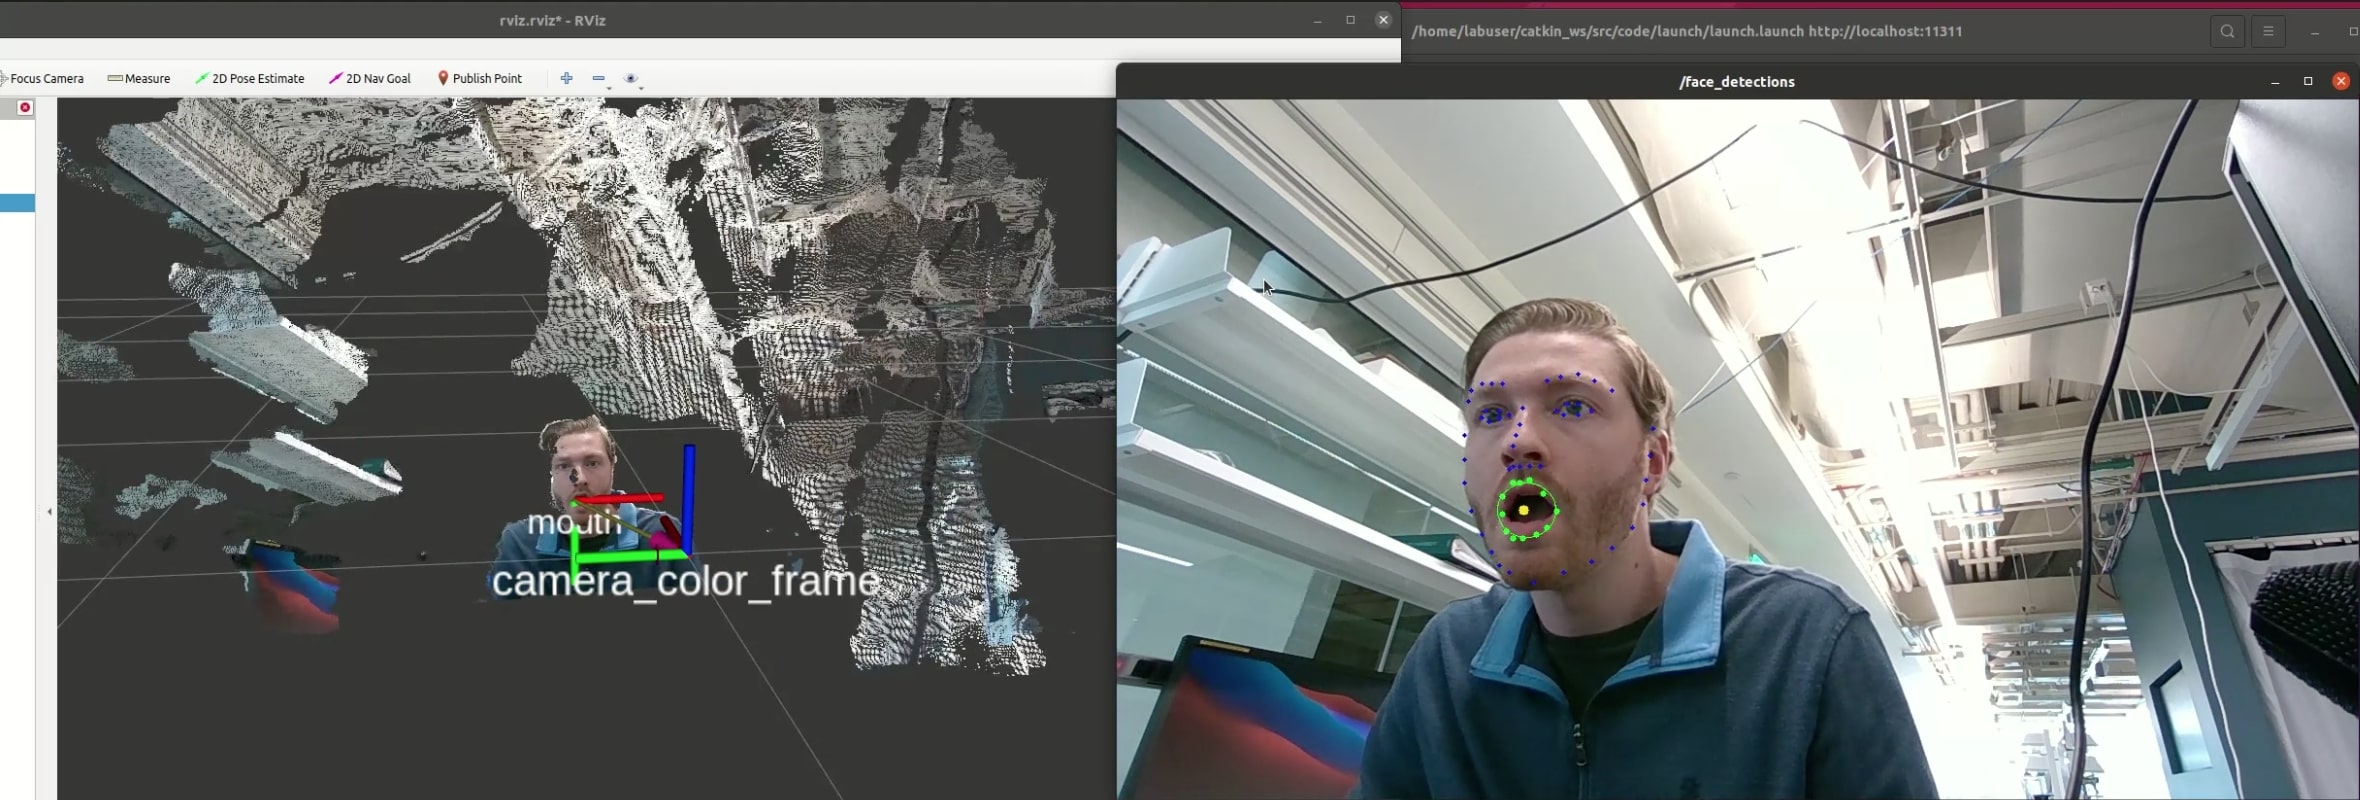 rviz.rviz* - RViz
/home/labuser/catkin_ws/src/code/launch/launch.launch http://localhost:11311
Focus Camera
Measure
2D Pose Estimate
2D Nav Goal
Publish Point
/face_detections
mouth
camera_color_frame